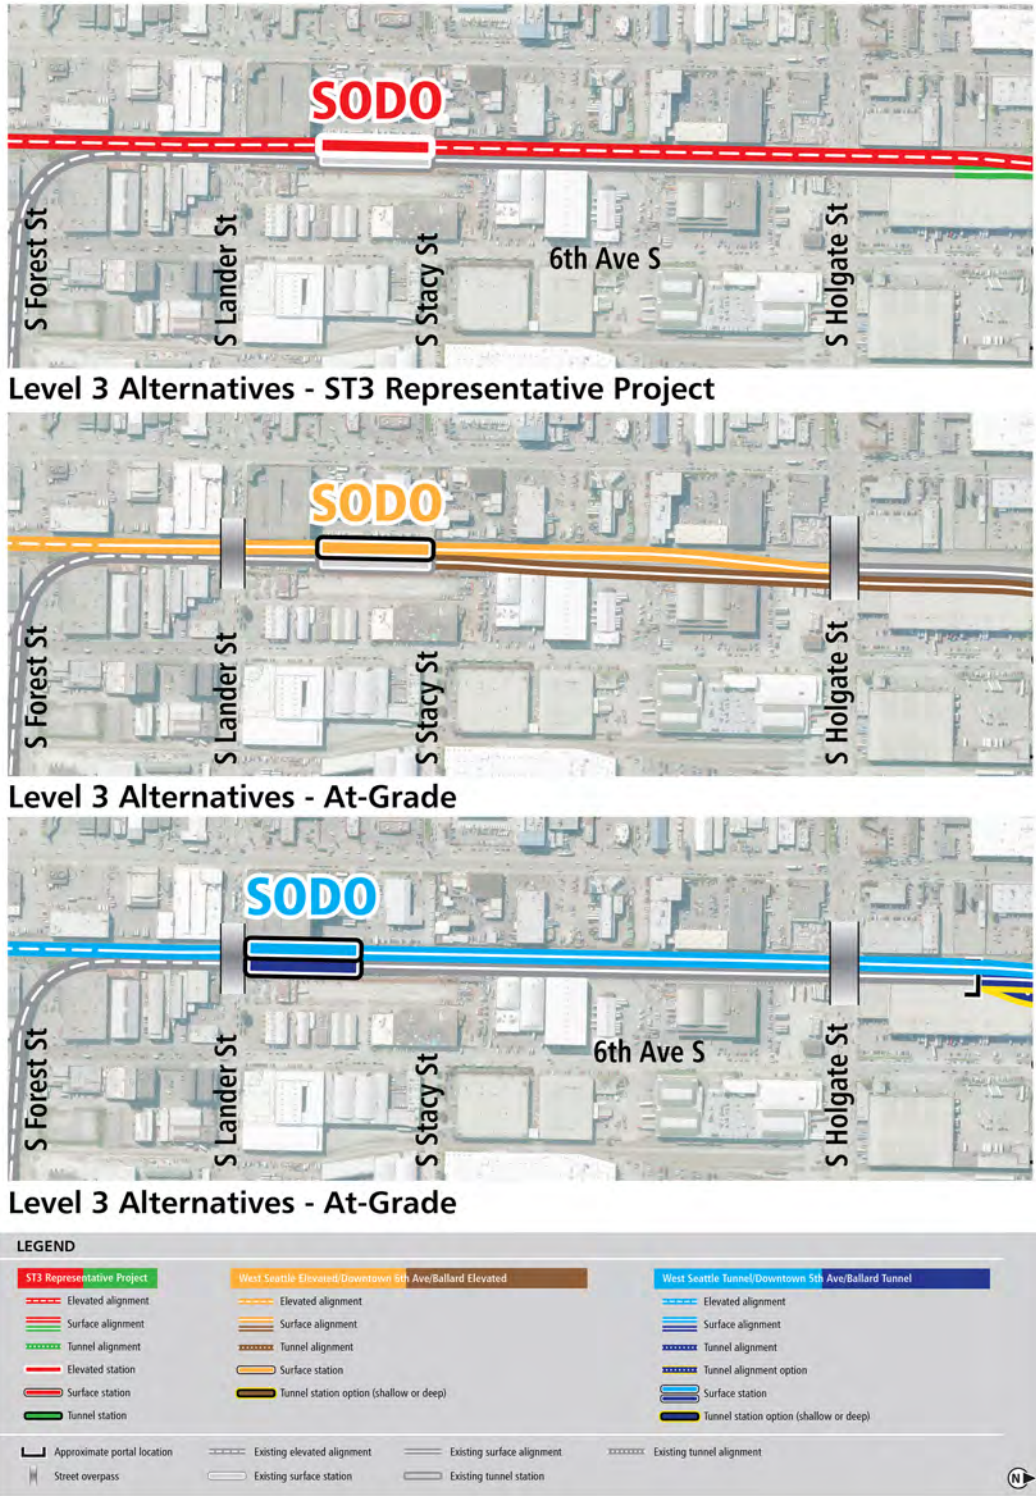 SODO
S Forest St
S Lander St
S Stacy St
6th Ave S
S Holgate St
Level 3 Alternatives - ST3 Representative Project
SODO
S Forest St
S Lander St
S Stacy St
S Holgate St
Level 3 Alternatives - At-Grade
SODO
S Forest St
S Lander St
S Stacy St
6th Ave S
S Holgate St
Level 3 Alternatives - At-Grade
LEGEND
ST3 Representative Project
Elevated alignment
Surface alignment
Tunnel alignment
Elevated station
Surface station
Tunnel station
West Seattle Elevated/Downtown 6th Ave/Ballard Elevated
Elevated alignment
Surface alignment
Tunnel alignment
Surface station
Tunnel station option (shallow or deep)
West Seattle Tunnel/Downtown 5th Ave/Ballard Tunnel
Elevated alignment
Surface alignment
Tunnel alignment
Tunnel alignment option
Surface station
Tunnel station option (shallow or deep)
Approximate portal location
Existing elevated alignment
Existing surface alignment
Existing tunnel alignment
Street overpass
Existing surface station
Existing tunnel station
N